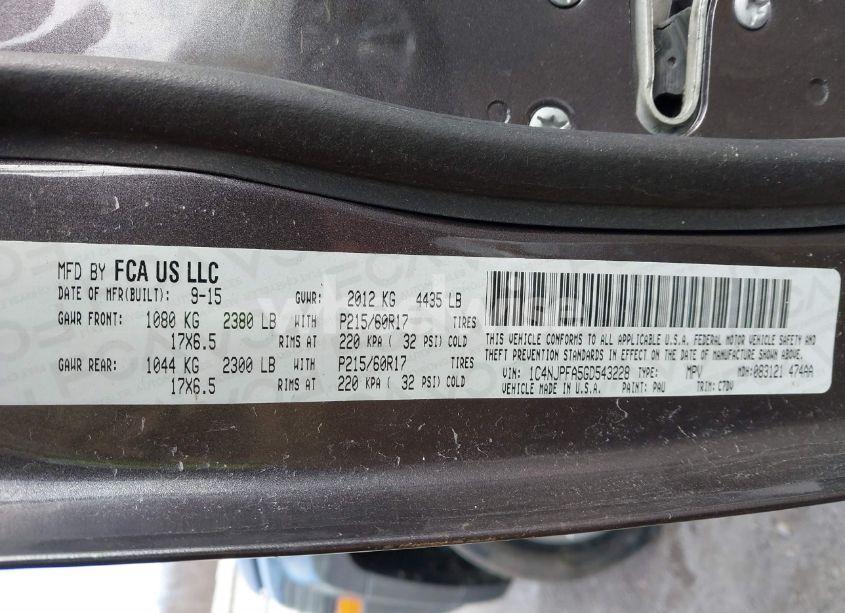 MFD BY FCA US LLC
DATE OF MFR(BUILT): 9-15 GVWR: 2012 KG 4435 LB
GAWR FRONT: 1080 KG 2380 LB WITH P215/60R17 TIRES
17X6.5 RIMS AT 220 KPA ( 32 PSI) COLD
GAWR REAR: 1044 KG 2300 LB WITH P215/60R17 TIRES
17X6.5 RIMS AT 220 KPA ( 32 PSI) COLD
THIS VEHICLE CONFORMS TO ALL APPLICABLE U.S.A. FEDERAL MOTOR VEHICLE SAFETY AND
THEFT PREVENTION STANDARDS IN EFFECT ON THE DATE OF MANUFACTURE SHOWN ABOVE.
VIN: 1C4NJPFA5GD543228 TYPE: MPV MDH:083121 474AA
VEHICLE MADE IN U.S.A. PAINT: PAU TRIM: C7DV